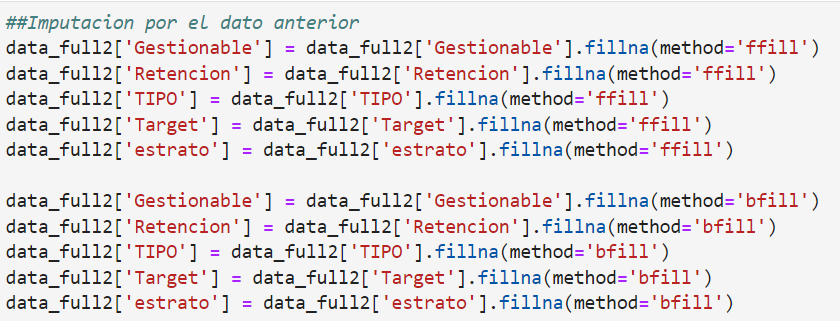 ##Imputacion por el dato anterior
data_full2['Gestionable'] = data_full2['Gestionable'].fillna(method='ffill')
data_full2['Retencion'] = data_full2['Retencion'].fillna(method='ffill')
data_full2['TIPO'] = data_full2['TIPO'].fillna(method='ffill')
data_full2['Target'] = data_full2['Target'].fillna(method='ffill')
data_full2['estrato'] = data_full2['estrato'].fillna(method='ffill')

data_full2['Gestionable'] = data_full2['Gestionable'].fillna(method='bfill')
data_full2['Retencion'] = data_full2['Retencion'].fillna(method='bfill')
data_full2['TIPO'] = data_full2['TIPO'].fillna(method='bfill')
data_full2['Target'] = data_full2['Target'].fillna(method='bfill')
data_full2['estrato'] = data_full2['estrato'].fillna(method='bfill')